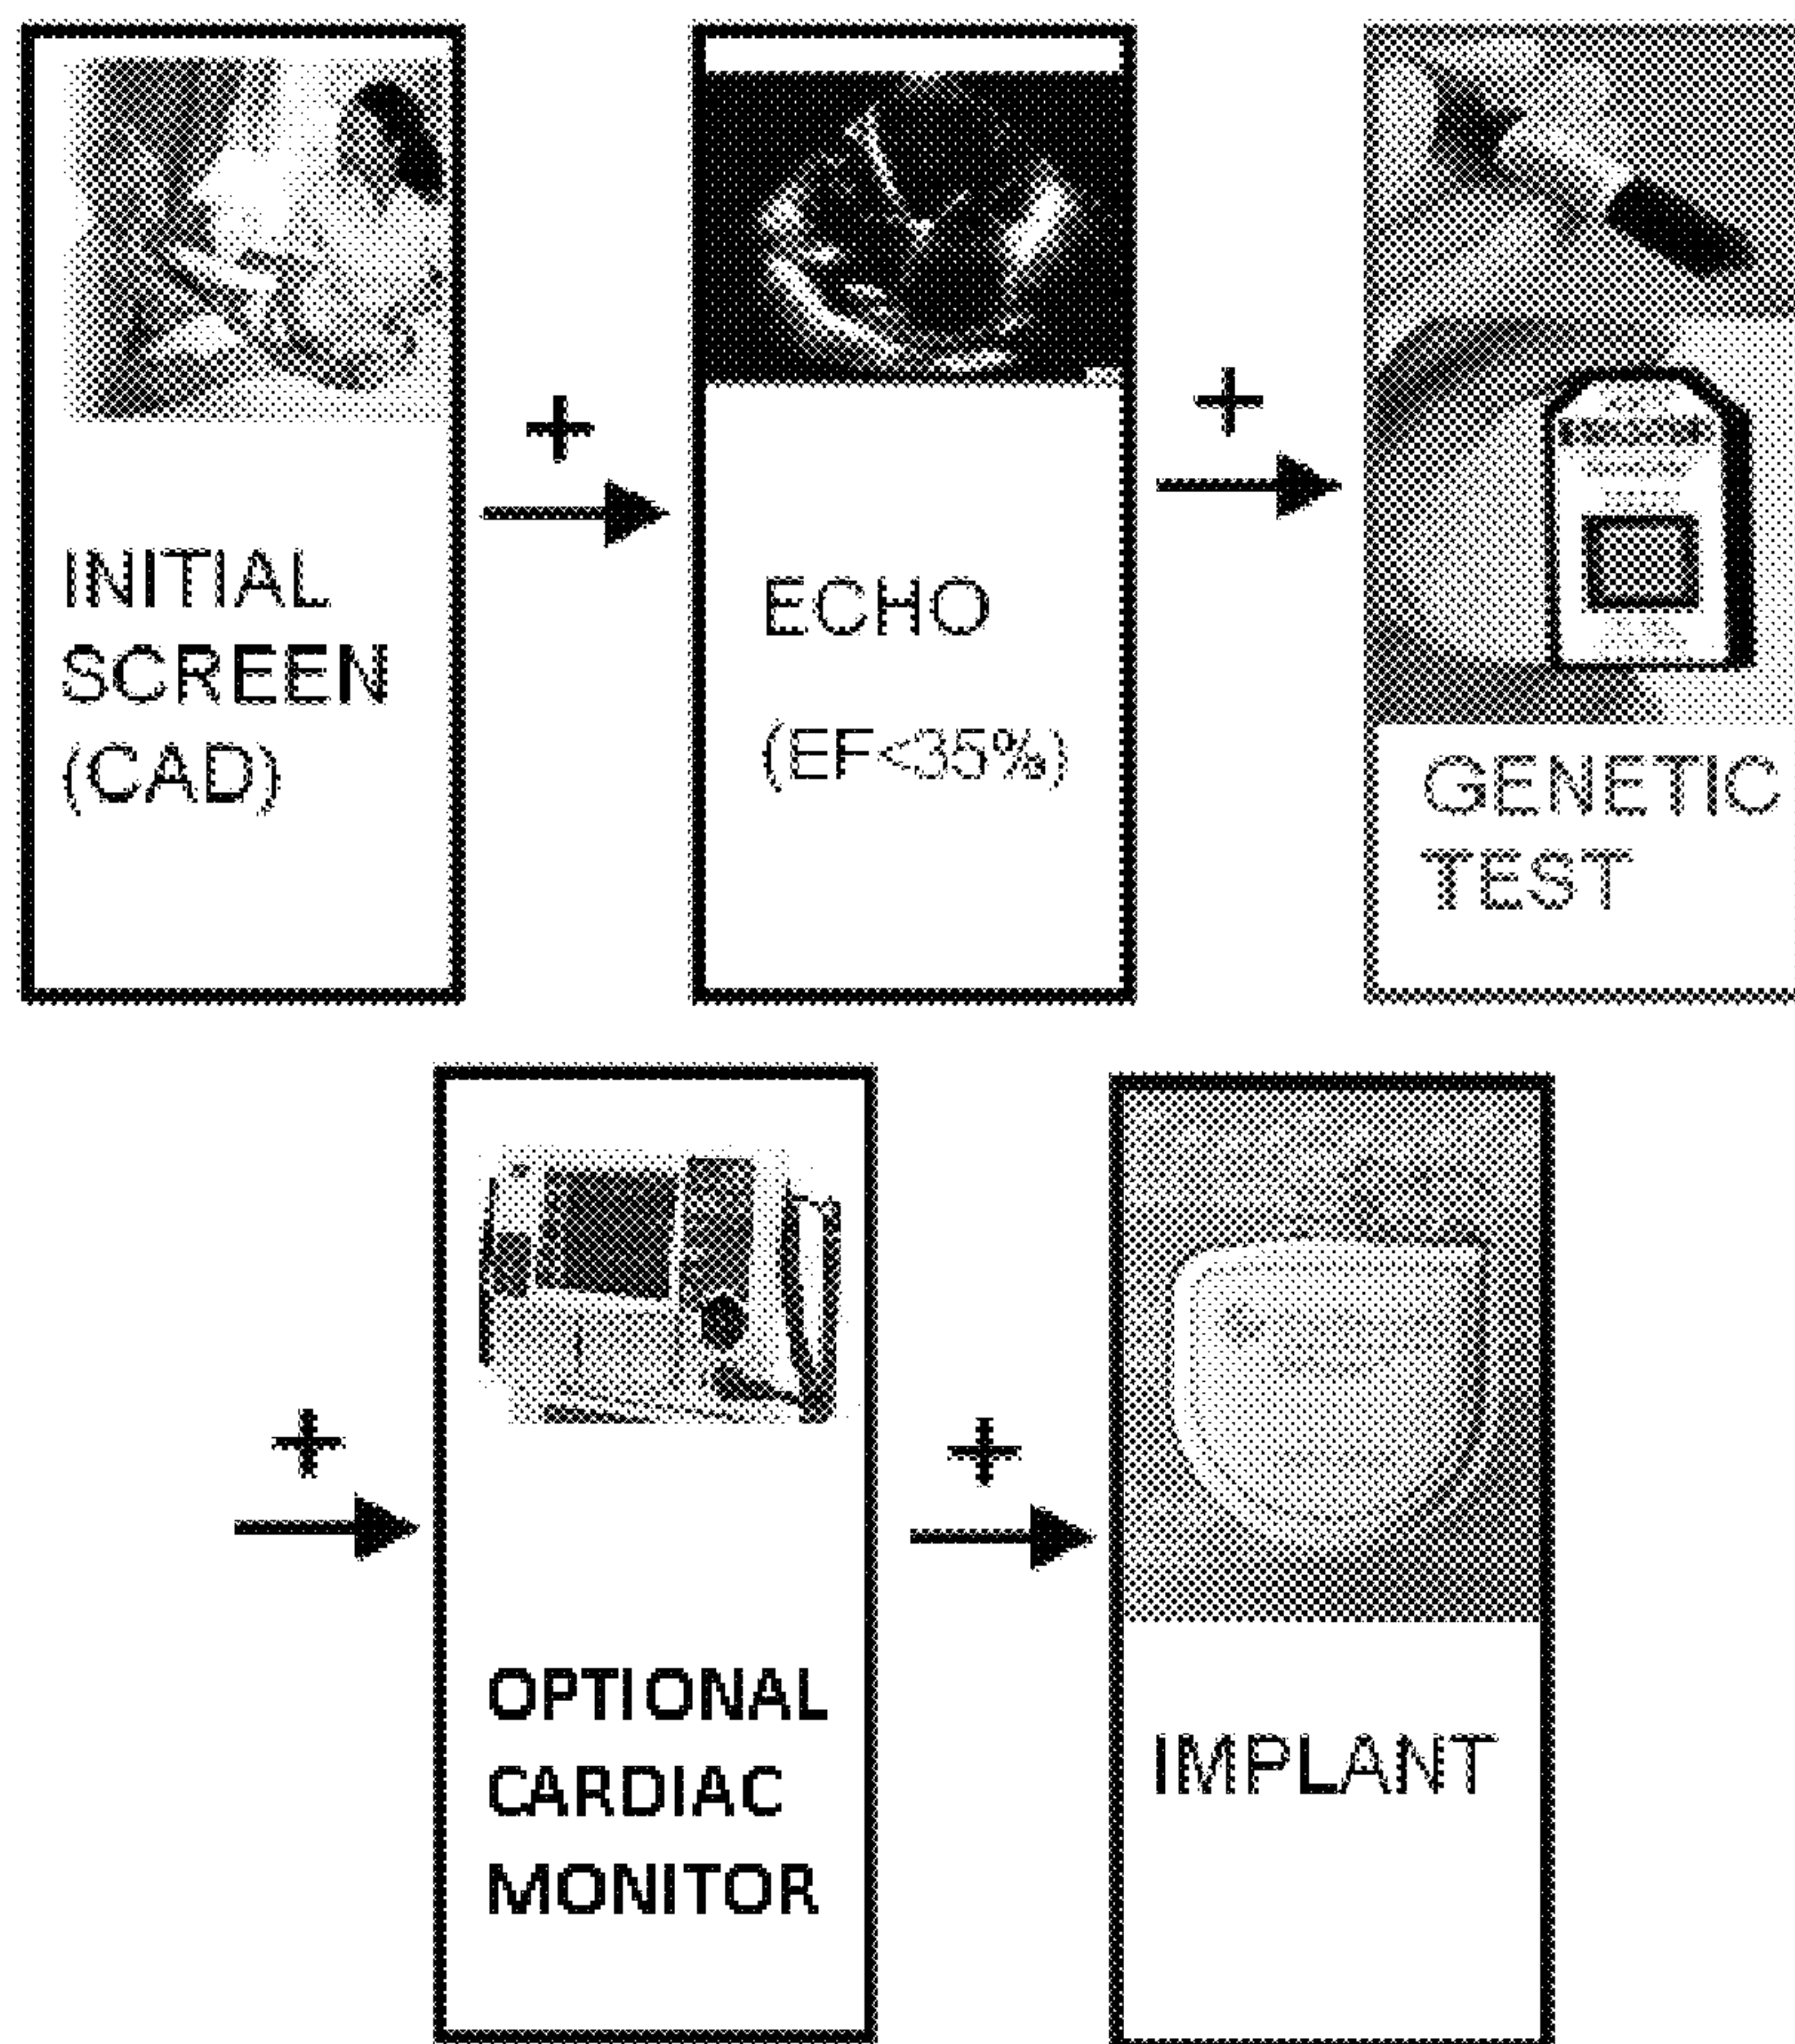 INITIAL
SCREEN
(CAD)
+
ECHO
(EF<35%)
+
GENETIC
TEST
+
OPTIONAL
CARDIAC
MONITOR
+
IMPLANT